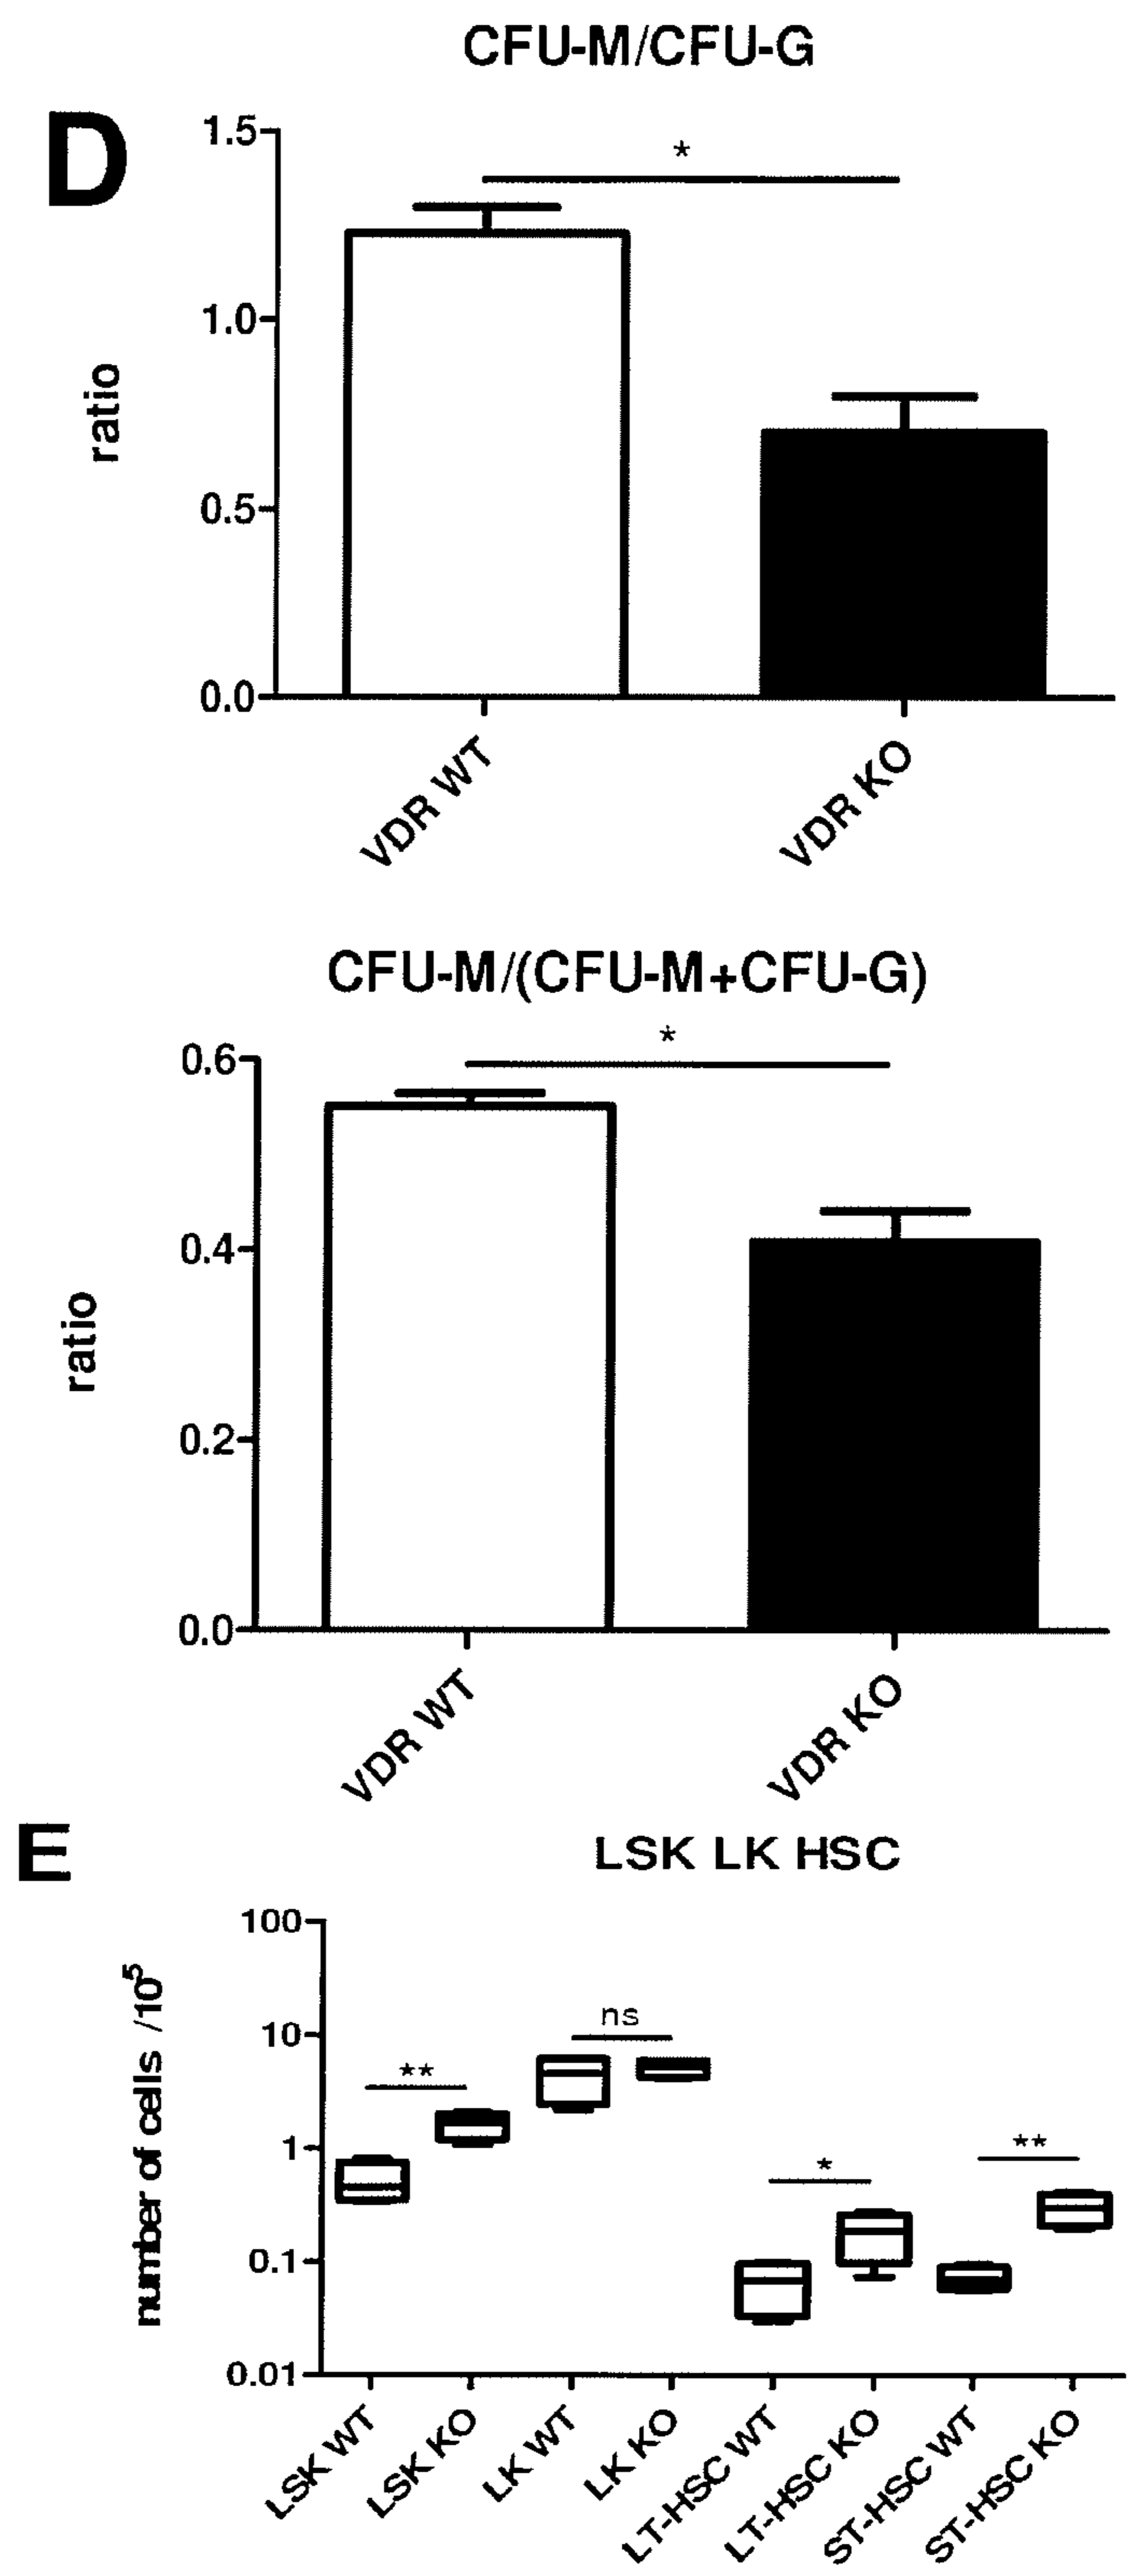 CFU-M/CFU-G
D
1.5
*
1.0
ratio
0.5
0.0
VDR WT
VDR KO
CFU-M/(CFU-M+CFU-G)
*
0.6
0.4
ratio
0.2
0.0
VDR WT
VDR KO
E
LSK LK HSC
100
number of cells /10⁵
10
ns
**
1
**
*
0.1
0.01
LSK WT
LSK KO
LK WT
LK KO
LT-HSC WT
LT-HSC KO
ST-HSC WT
ST-HSC KO